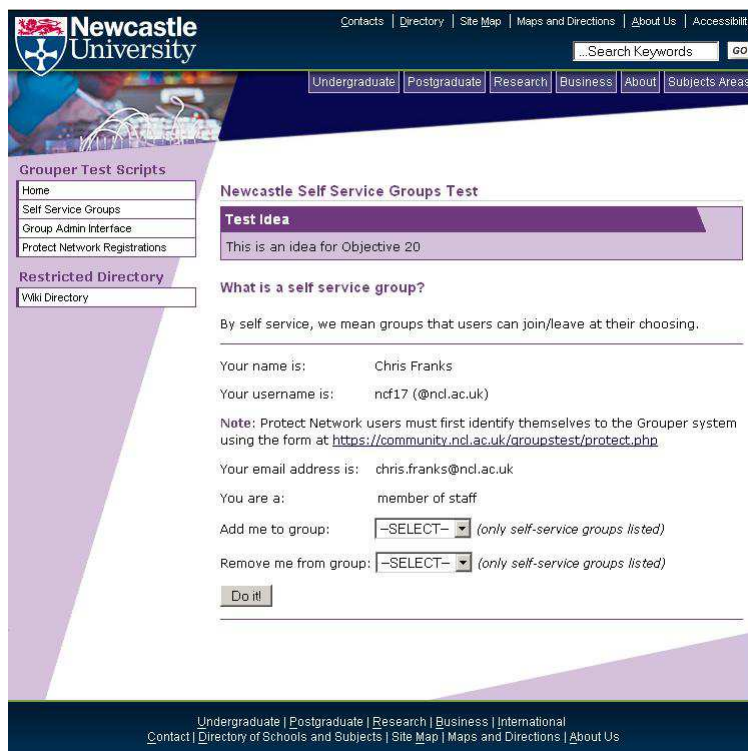 Newcastle
University
Contacts | Directory | Site Map | Maps and Directions | About Us | Accessibilit
...Search Keywords GO
Undergraduate Postgraduate Research Business About Subjects Areas
Grouper Test Scripts
Home
Self Service Groups
Group Admin Interface
Protect Network Registrations
Restricted Directory
Wiki Directory
Newcastle Self Service Groups Test
Test Idea
This is an idea for Objective 20
What is a self service group?
By self service, we mean groups that users can join/leave at their choosing.
Your name is: Chris Franks
Your username is: ncf17 (@ncl.ac.uk)
Note: Protect Network users must first identify themselves to the Grouper system
using the form at https://community.ncl.ac.uk/groupstest/protect.php
Your email address is: chris.franks@ncl.ac.uk
You are a: member of staff
Add me to group: –SELECT– (only self-service groups listed)
Remove me from group: –SELECT– (only self-service groups listed)
Do it!
Undergraduate | Postgraduate | Research | Business | International
Contact | Directory of Schools and Subjects | Site Map | Maps and Directions | About Us